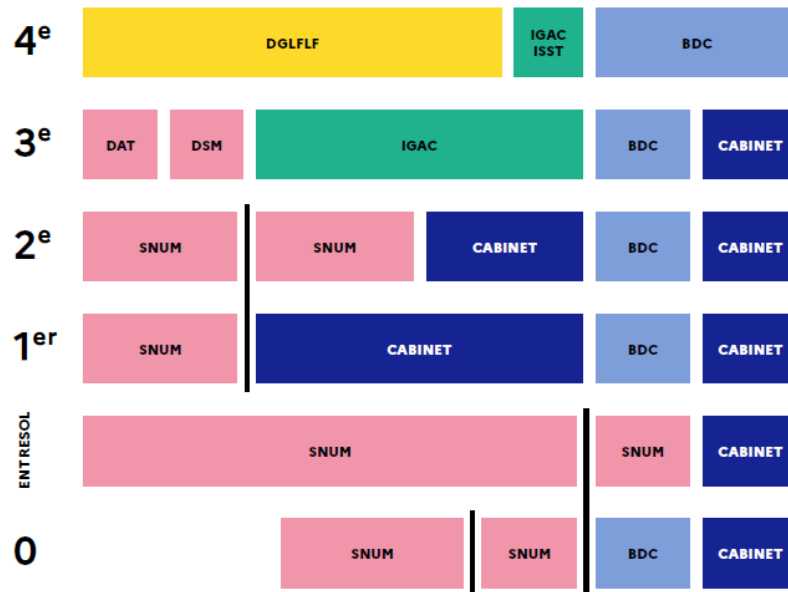 4e
DGLFLF
IGAC
ISST
BDC
3e
DAT
DSM
IGAC
BDC
CABINET
2e
SNUM
SNUM
CABINET
BDC
CABINET
1er
SNUM
CABINET
BDC
CABINET
ENTRESOL
SNUM
SNUM
CABINET
0
SNUM
SNUM
BDC
CABINET